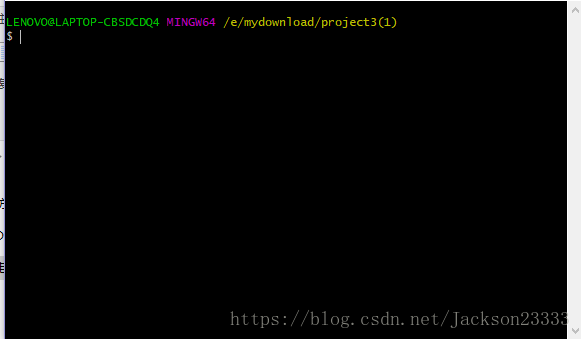 LENOVO@LAPTOP-CBSDCDQ4 MINGW64 /e/mydownload/project3(1)
$
https://blog.csdn.net/Jackson23333